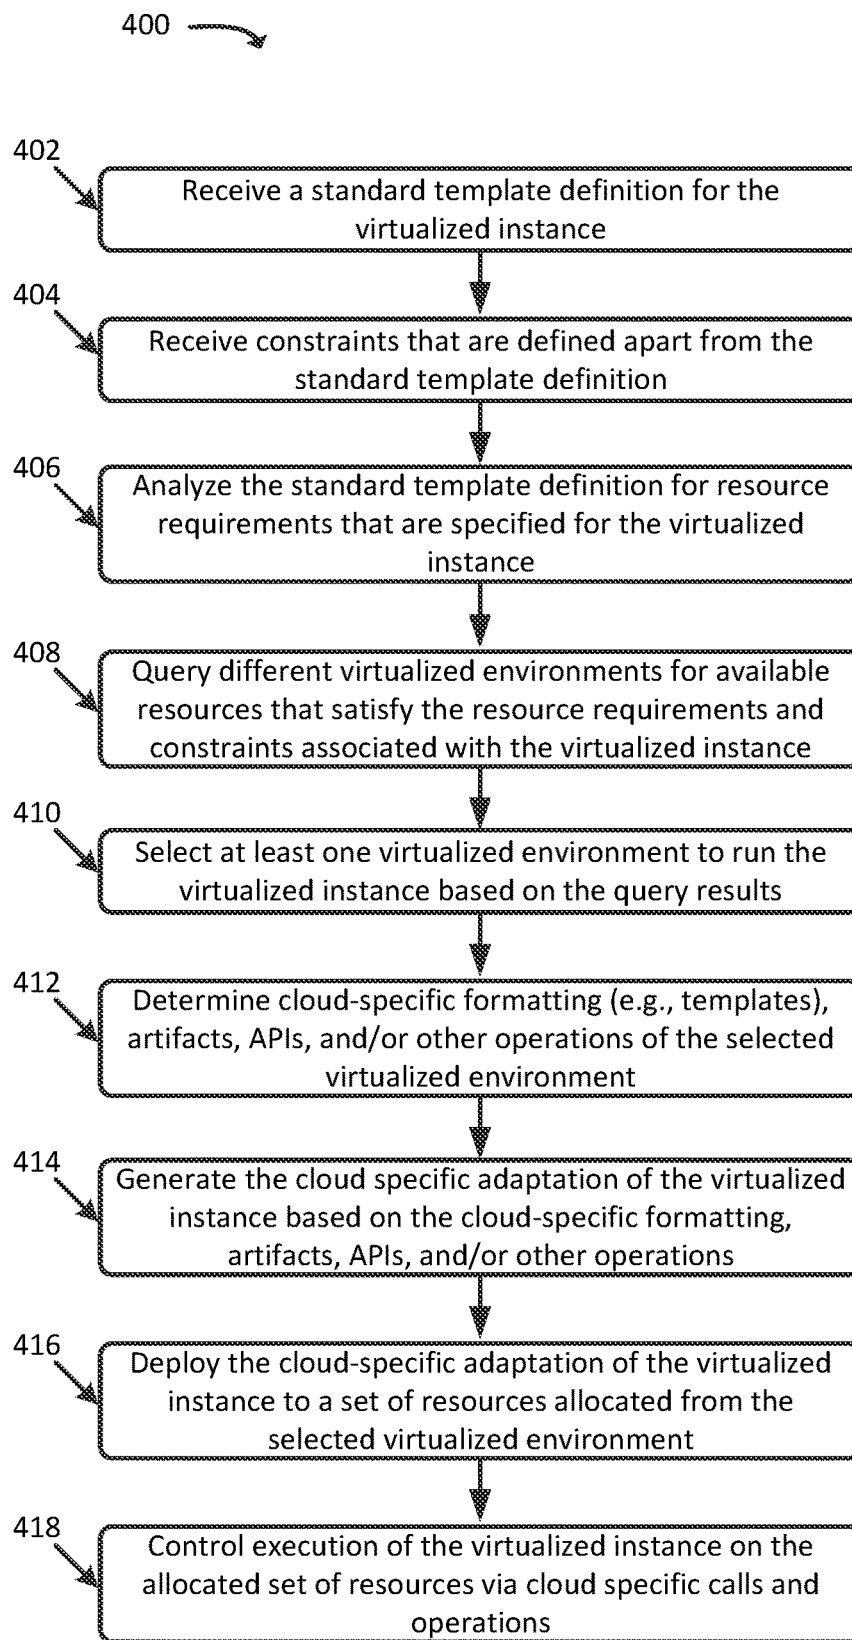 400
402
Receive a standard template definition for the
virtualized instance
404
Receive constraints that are defined apart from the
standard template definition
406
Analyze the standard template definition for resource
requirements that are specified for the virtualized
instance
408
Query different virtualized environments for available
resources that satisfy the resource requirements and
constraints associated with the virtualized instance
410
Select at least one virtualized environment to run the
virtualized instance based on the query results
412
Determine cloud-specific formatting (e.g., templates),
artifacts, APIs, and/or other operations of the selected
virtualized environment
414
Generate the cloud specific adaptation of the virtualized
instance based on the cloud-specific formatting,
artifacts, APIs, and/or other operations
416
Deploy the cloud-specific adaptation of the virtualized
instance to a set of resources allocated from the
selected virtualized environment
418
Control execution of the virtualized instance on the
allocated set of resources via cloud specific calls and
operations